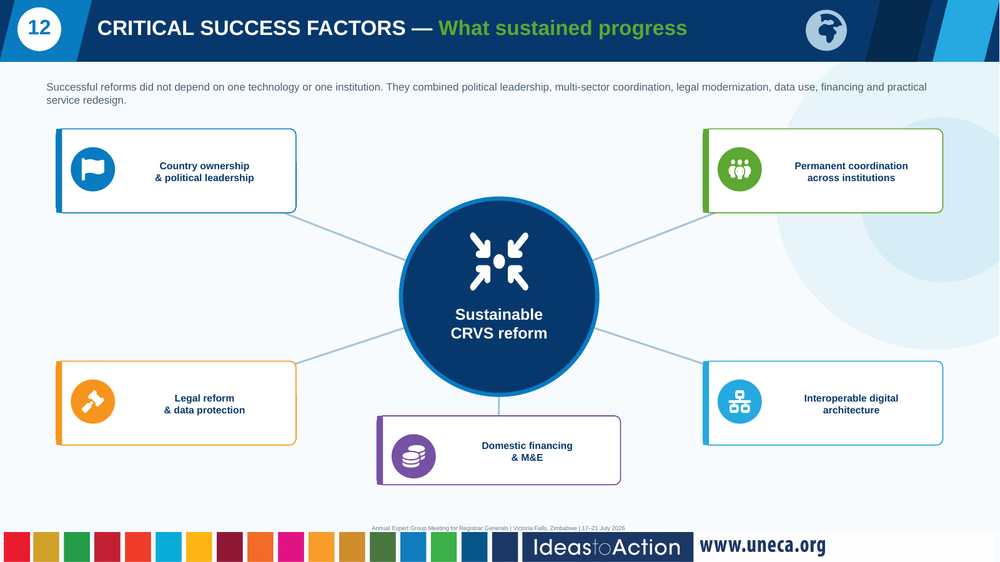 12
CRITICAL SUCCESS FACTORS — What sustained progress
Successful reforms did not depend on one technology or one institution. They combined political leadership, multi-sector coordination, legal modernization, data use, financing and practical
service redesign.
Country ownership
& political leadership
Permanent coordination
across institutions
Sustainable
CRVS reform
Legal reform
& data protection
Interoperable digital
architecture
Domestic financing
& M&E
Annual Expert Group Meeting for Registrar Generals | Victoria Falls, Zimbabwe | 17–21 July 2026
IdeastoAction
www.uneca.org